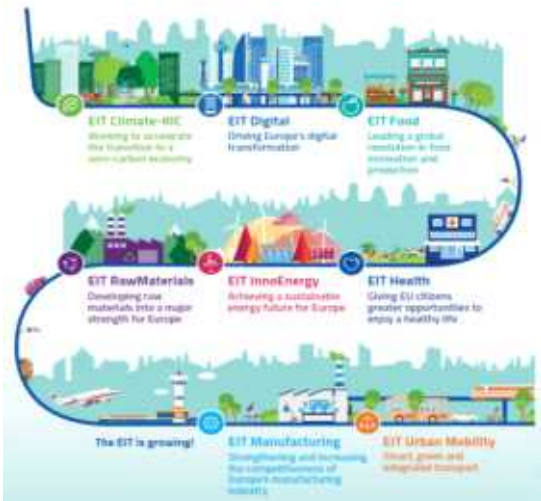 EIT Climate-KIC
Working to accelerate
the transition to a
zero-carbon economy
EIT Digital
Driving Europe's digital
transformation
EIT Food
Leading a global
revolution in food
innovation and
production
EIT RawMaterials
Developing raw
materials into a major
strength for Europe
EIT InnoEnergy
Achieving a sustainable
energy future for Europe
EIT Health
Giving EU citizens
greater opportunities to
enjoy a healthy life
The EIT is growing!
EIT Manufacturing
Strengthening and increasing
the competitiveness of
Europe's manufacturing
industry
EIT Urban Mobility
Smart, green and
integrated transport